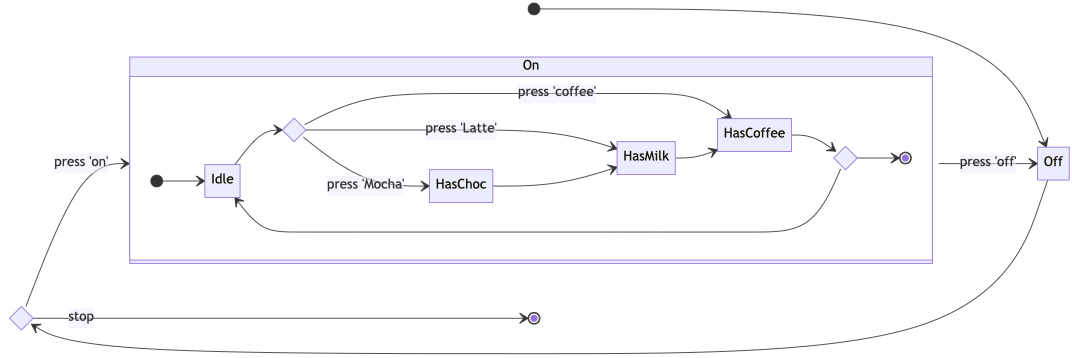 On
press 'coffee'
press 'Latte'
HasCoffee
HasMilk
press 'on'
press 'off'
Off
Idle
press 'Mocha'
HasChoc
stop